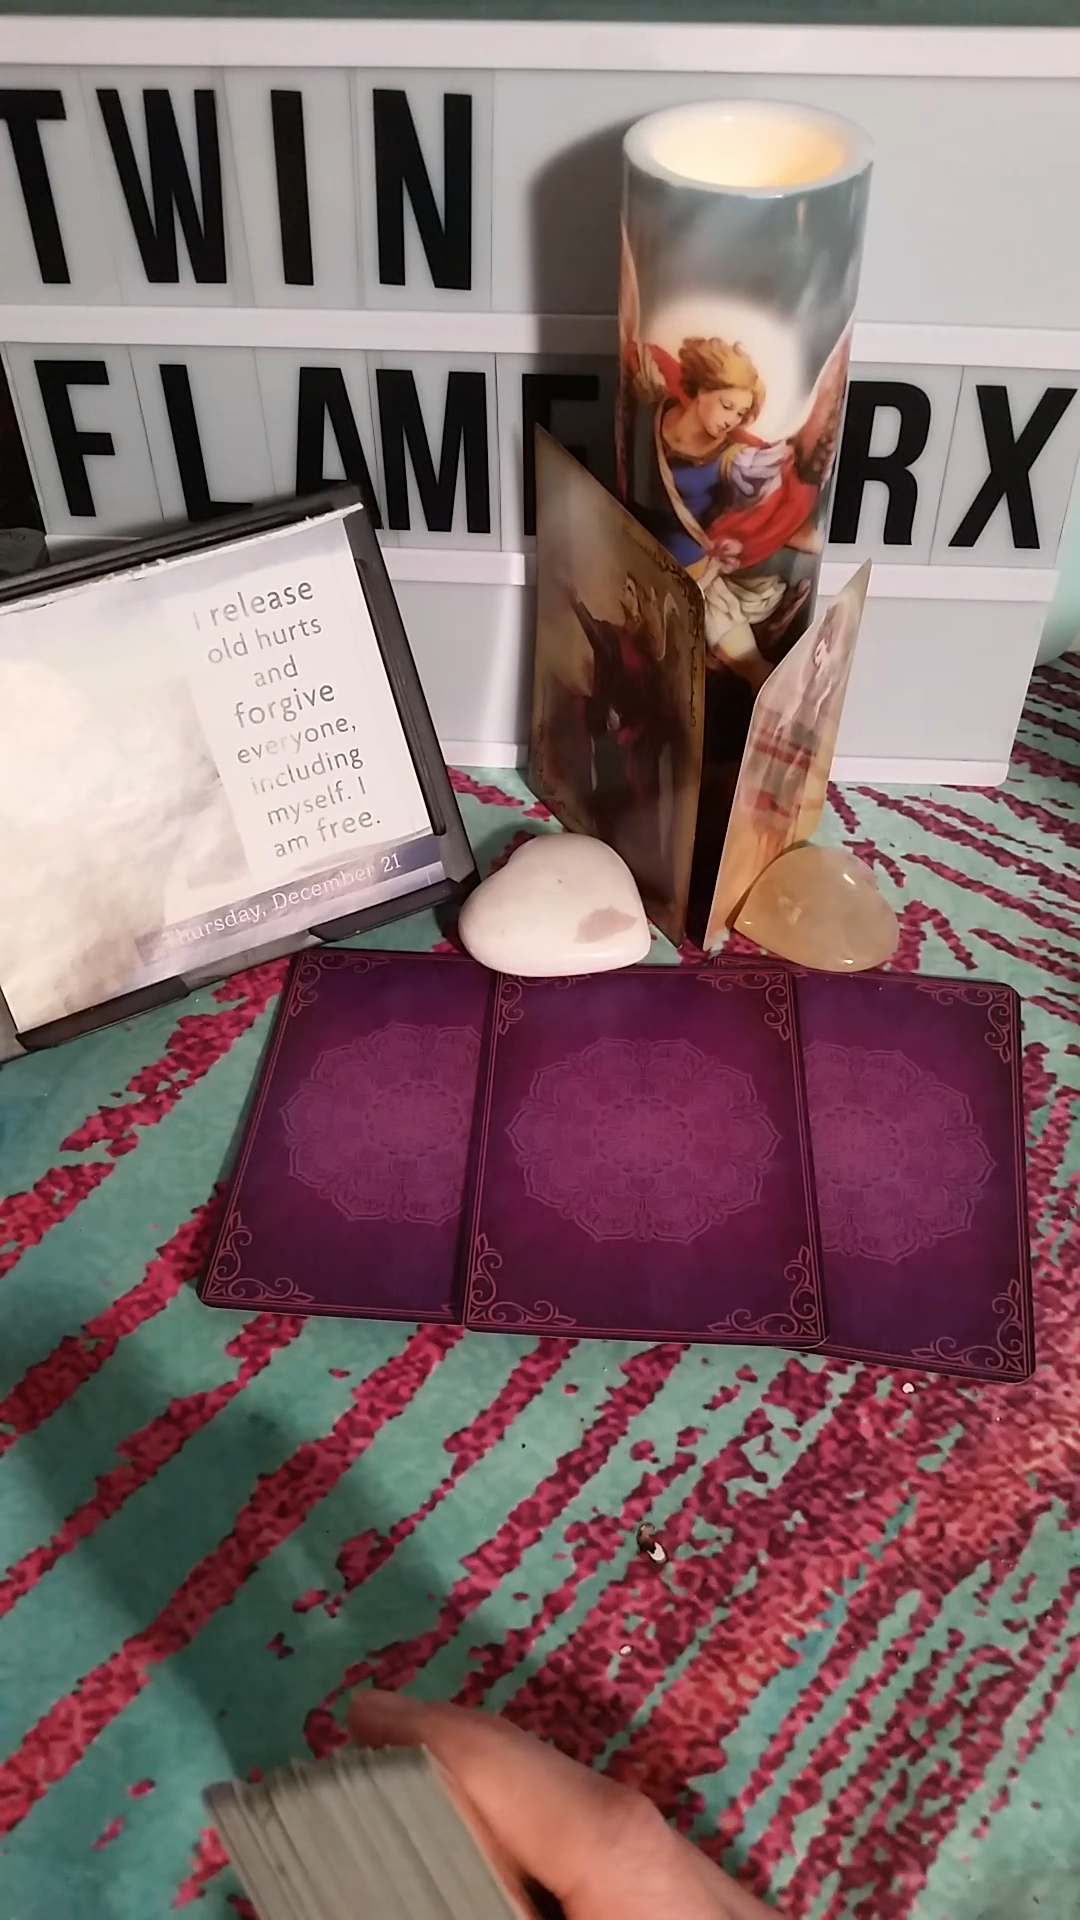 TWIN
FLAME RX
I release
old hurts
and
forgive
everyone,
including
myself. I
am free.
Thursday, December 21